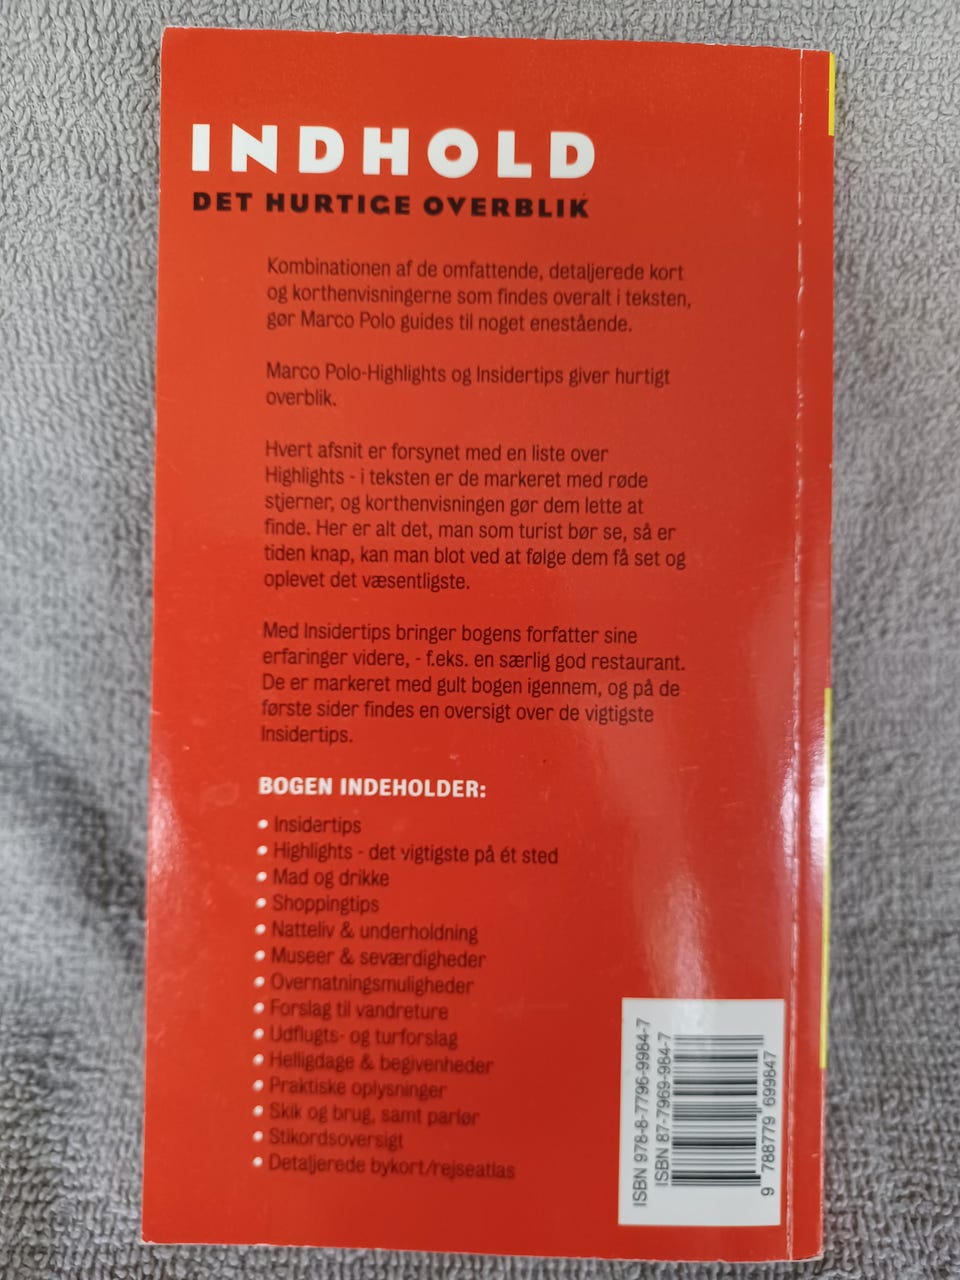 INDHOLD
DET HURTIGE OVERBLIK
Kombinationen af de omfattende, detaljerede kort
og korthenvisningerne som findes overalt i teksten,
gør Marco Polo guides til noget enestående.
Marco Polo-Highlights og Insidertips giver hurtigt
overblik.
Hvert afsnit er forsynet med en liste over
Highlights - i teksten er de markeret med røde
stjerner, og korthenvisningen gør dem lette at
finde. Her er alt det, man som turist bør se, så er
tiden knap, kan man blot ved at følge dem få set og
oplevet det væsentligste.
Med Insidertips bringer bogens forfatter sine
erfaringer videre, - f.eks. en særlig god restaurant.
De er markeret med gult bogen igennem, og på de
første sider findes en oversigt over de vigtigste
Insidertips.
BOGEN INDEHOLDER:
• Insidertips
• Highlights - det vigtigste på ét sted
• Mad og drikke
• Shoppingtips
• Natteliv & underholdning
• Museer & seværdigheder
• Overnatningsmuligheder
• Forslag til vandreture
• Udflugts- og turforslag
• Helligdage & begivenheder
• Praktiske oplysninger
• Skik og brug, samt parlør
• Stikordsoversigt
• Detaljerede bykort/rejseatlas
ISBN 978-8-7796-9984-7
ISBN 87-7969-984-7
9 788779 699847